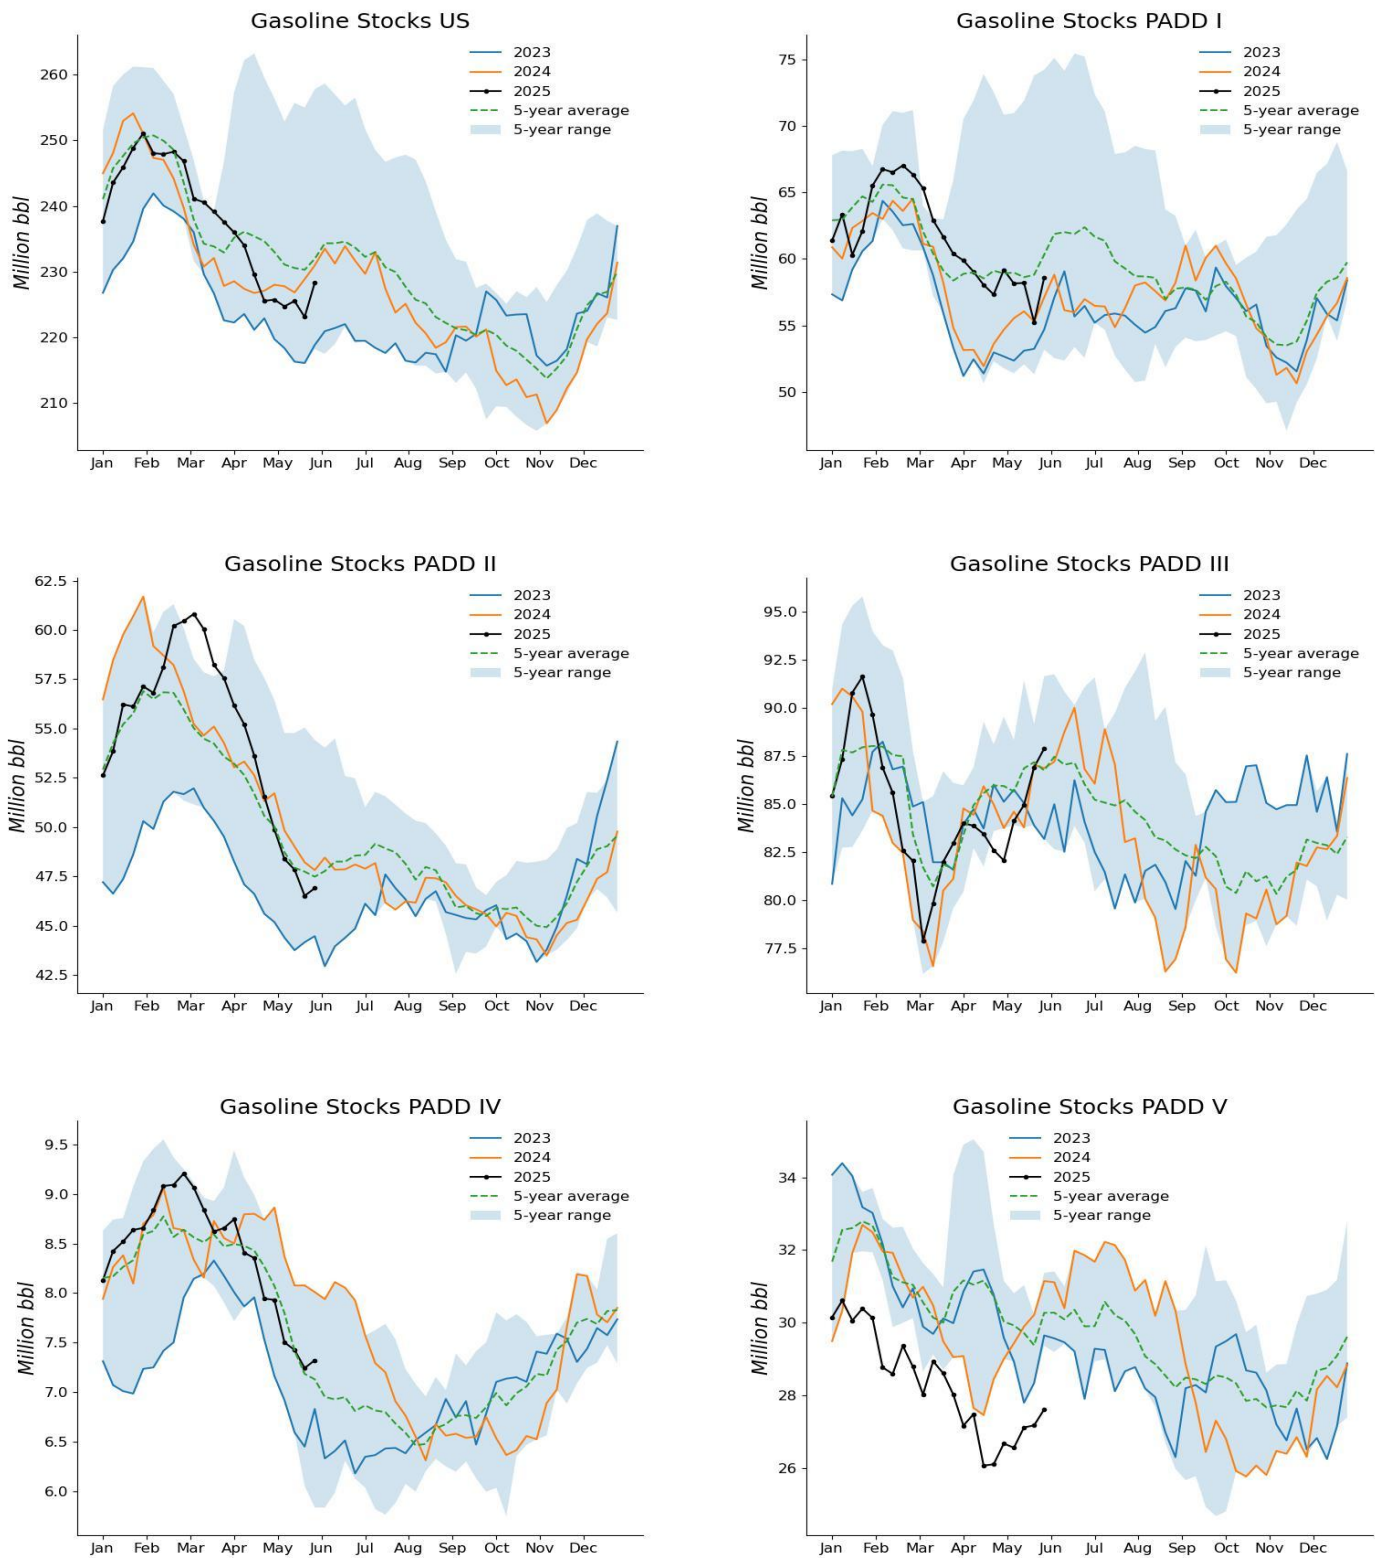 Gasoline Stocks US
Million bbl
260
250
240
230
220
210
2023
2024
2025
5-year average
5-year range
Jan Feb Mar Apr May Jun Jul Aug Sep Oct Nov Dec
Gasoline Stocks PADD I
Million bbl
75
70
65
60
55
50
2023
2024
2025
5-year average
5-year range
Jan Feb Mar Apr May Jun Jul Aug Sep Oct Nov Dec
Gasoline Stocks PADD II
Million bbl
62.5
60.0
57.5
55.0
52.5
50.0
47.5
45.0
42.5
2023
2024
2025
5-year average
5-year range
Jan Feb Mar Apr May Jun Jul Aug Sep Oct Nov Dec
Gasoline Stocks PADD III
Million bbl
95.0
92.5
90.0
87.5
85.0
82.5
80.0
77.5
2023
2024
2025
5-year average
5-year range
Jan Feb Mar Apr May Jun Jul Aug Sep Oct Nov Dec
Gasoline Stocks PADD IV
Million bbl
9.5
9.0
8.5
8.0
7.5
7.0
6.5
6.0
2023
2024
2025
5-year average
5-year range
Jan Feb Mar Apr May Jun Jul Aug Sep Oct Nov Dec
Gasoline Stocks PADD V
Million bbl
34
32
30
28
26
2023
2024
2025
5-year average
5-year range
Jan Feb Mar Apr May Jun Jul Aug Sep Oct Nov Dec